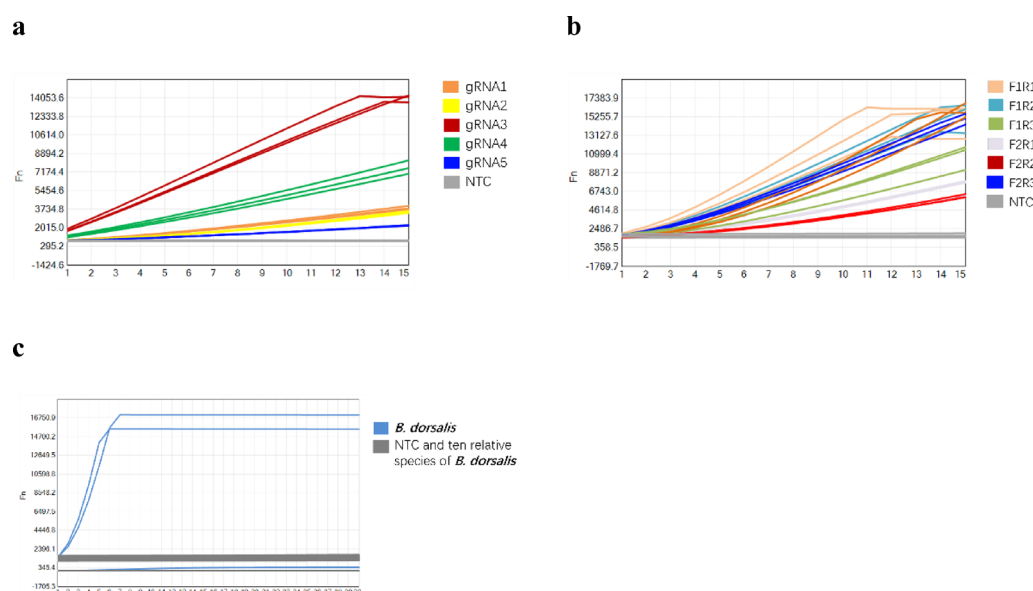 a
14053.6
12333.8
10614.0
8894.2
7174.4
5454.6
3734.8
2015.0
295.2
-1424.6
1 2 3 4 5 6 7 8 9 10 11 12 13 14 15
gRNA1
gRNA2
gRNA3
gRNA4
gRNA5
NTC
b
17383.9
15255.7
13127.6
10999.4
8871.2
6743.0
4614.8
2486.7
358.5
-1769.7
Fn
1 2 3 4 5 6 7 8 9 10 11 12 13 14 15
F1R1
F1R2
F1R3
F2R1
F2R2
F2R3
NTC
c
16750.9
14700.2
12649.5
10598.8
8548.2
6497.5
4446.8
2396.1
345.4
-1705.3
Fn
B. dorsalis
NTC and ten relative
species of B. dorsalis